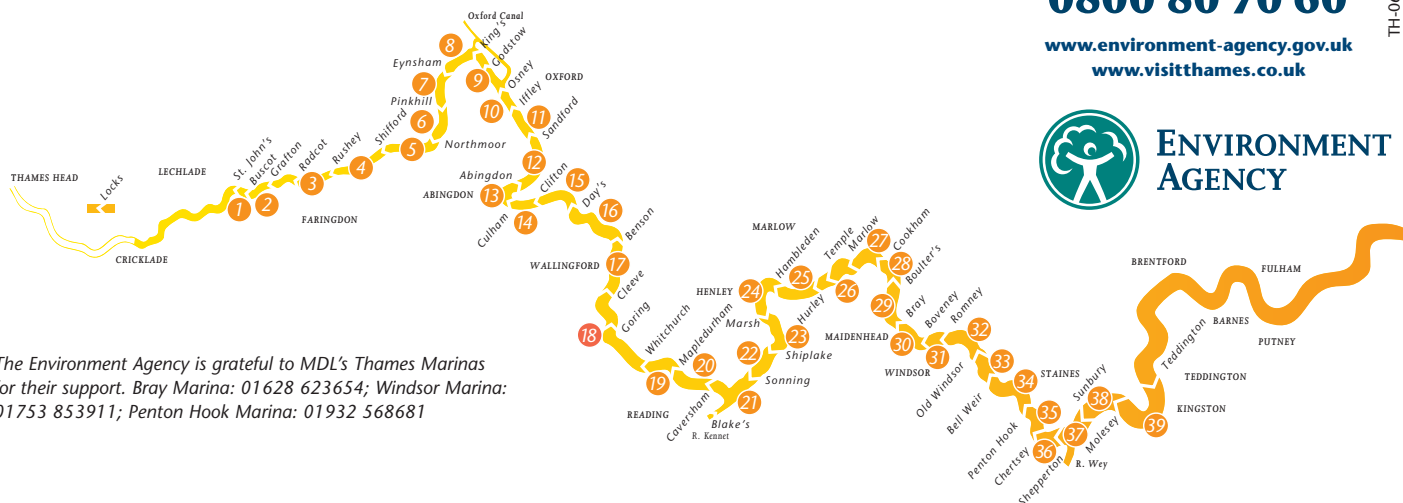 0800 80 70 60
www.environment-agency.gov.uk
www.visitthames.co.uk
ENVIRONMENT
AGENCY
THAMES HEAD
Locks
CRICKLADE
LECHLADE
St. John's
1
Buscot
2
Grafton
Radcot
3
FARINGDON
Rushey
4
Shifford
5
Northmoor
6
Pinkhill
7
Eynsham
8
Oxford Canal
King's
9
Godstow
10
Osney
OXFORD
Iffley
11
Sandford
12
Abingdon
ABINGDON
13
Culham
14
Clifton
15
Day's
16
Benson
WALLINGFORD
17
Cleeve
18
Goring
Whitchurch
19
Mapledurham
20
READING
Caversham
21
Blake's
R. Kennet
Sonning
22
Shiplake
23
Marsh
HENLEY
24
MARLOW
Hambleden
25
Hurley
Temple
26
Marlow
27
Cookham
28
Boulter's
29
MAIDENHEAD
Bray
30
WINDSOR
Boveney
31
Romney
32
Old Windsor
33
Bell Weir
34
STAINES
Penton Hook
35
Chertsey
36
Shepperton
37
R. Wey
Sunbury
38
Molesey
39
KINGSTON
TEDDINGTON
Teddington
BRENTFORD
BARNES
FULHAM
PUTNEY
The Environment Agency is grateful to MDL's Thames Marinas
for their support. Bray Marina: 01628 623654; Windsor Marina:
01753 853911; Penton Hook Marina: 01932 568681